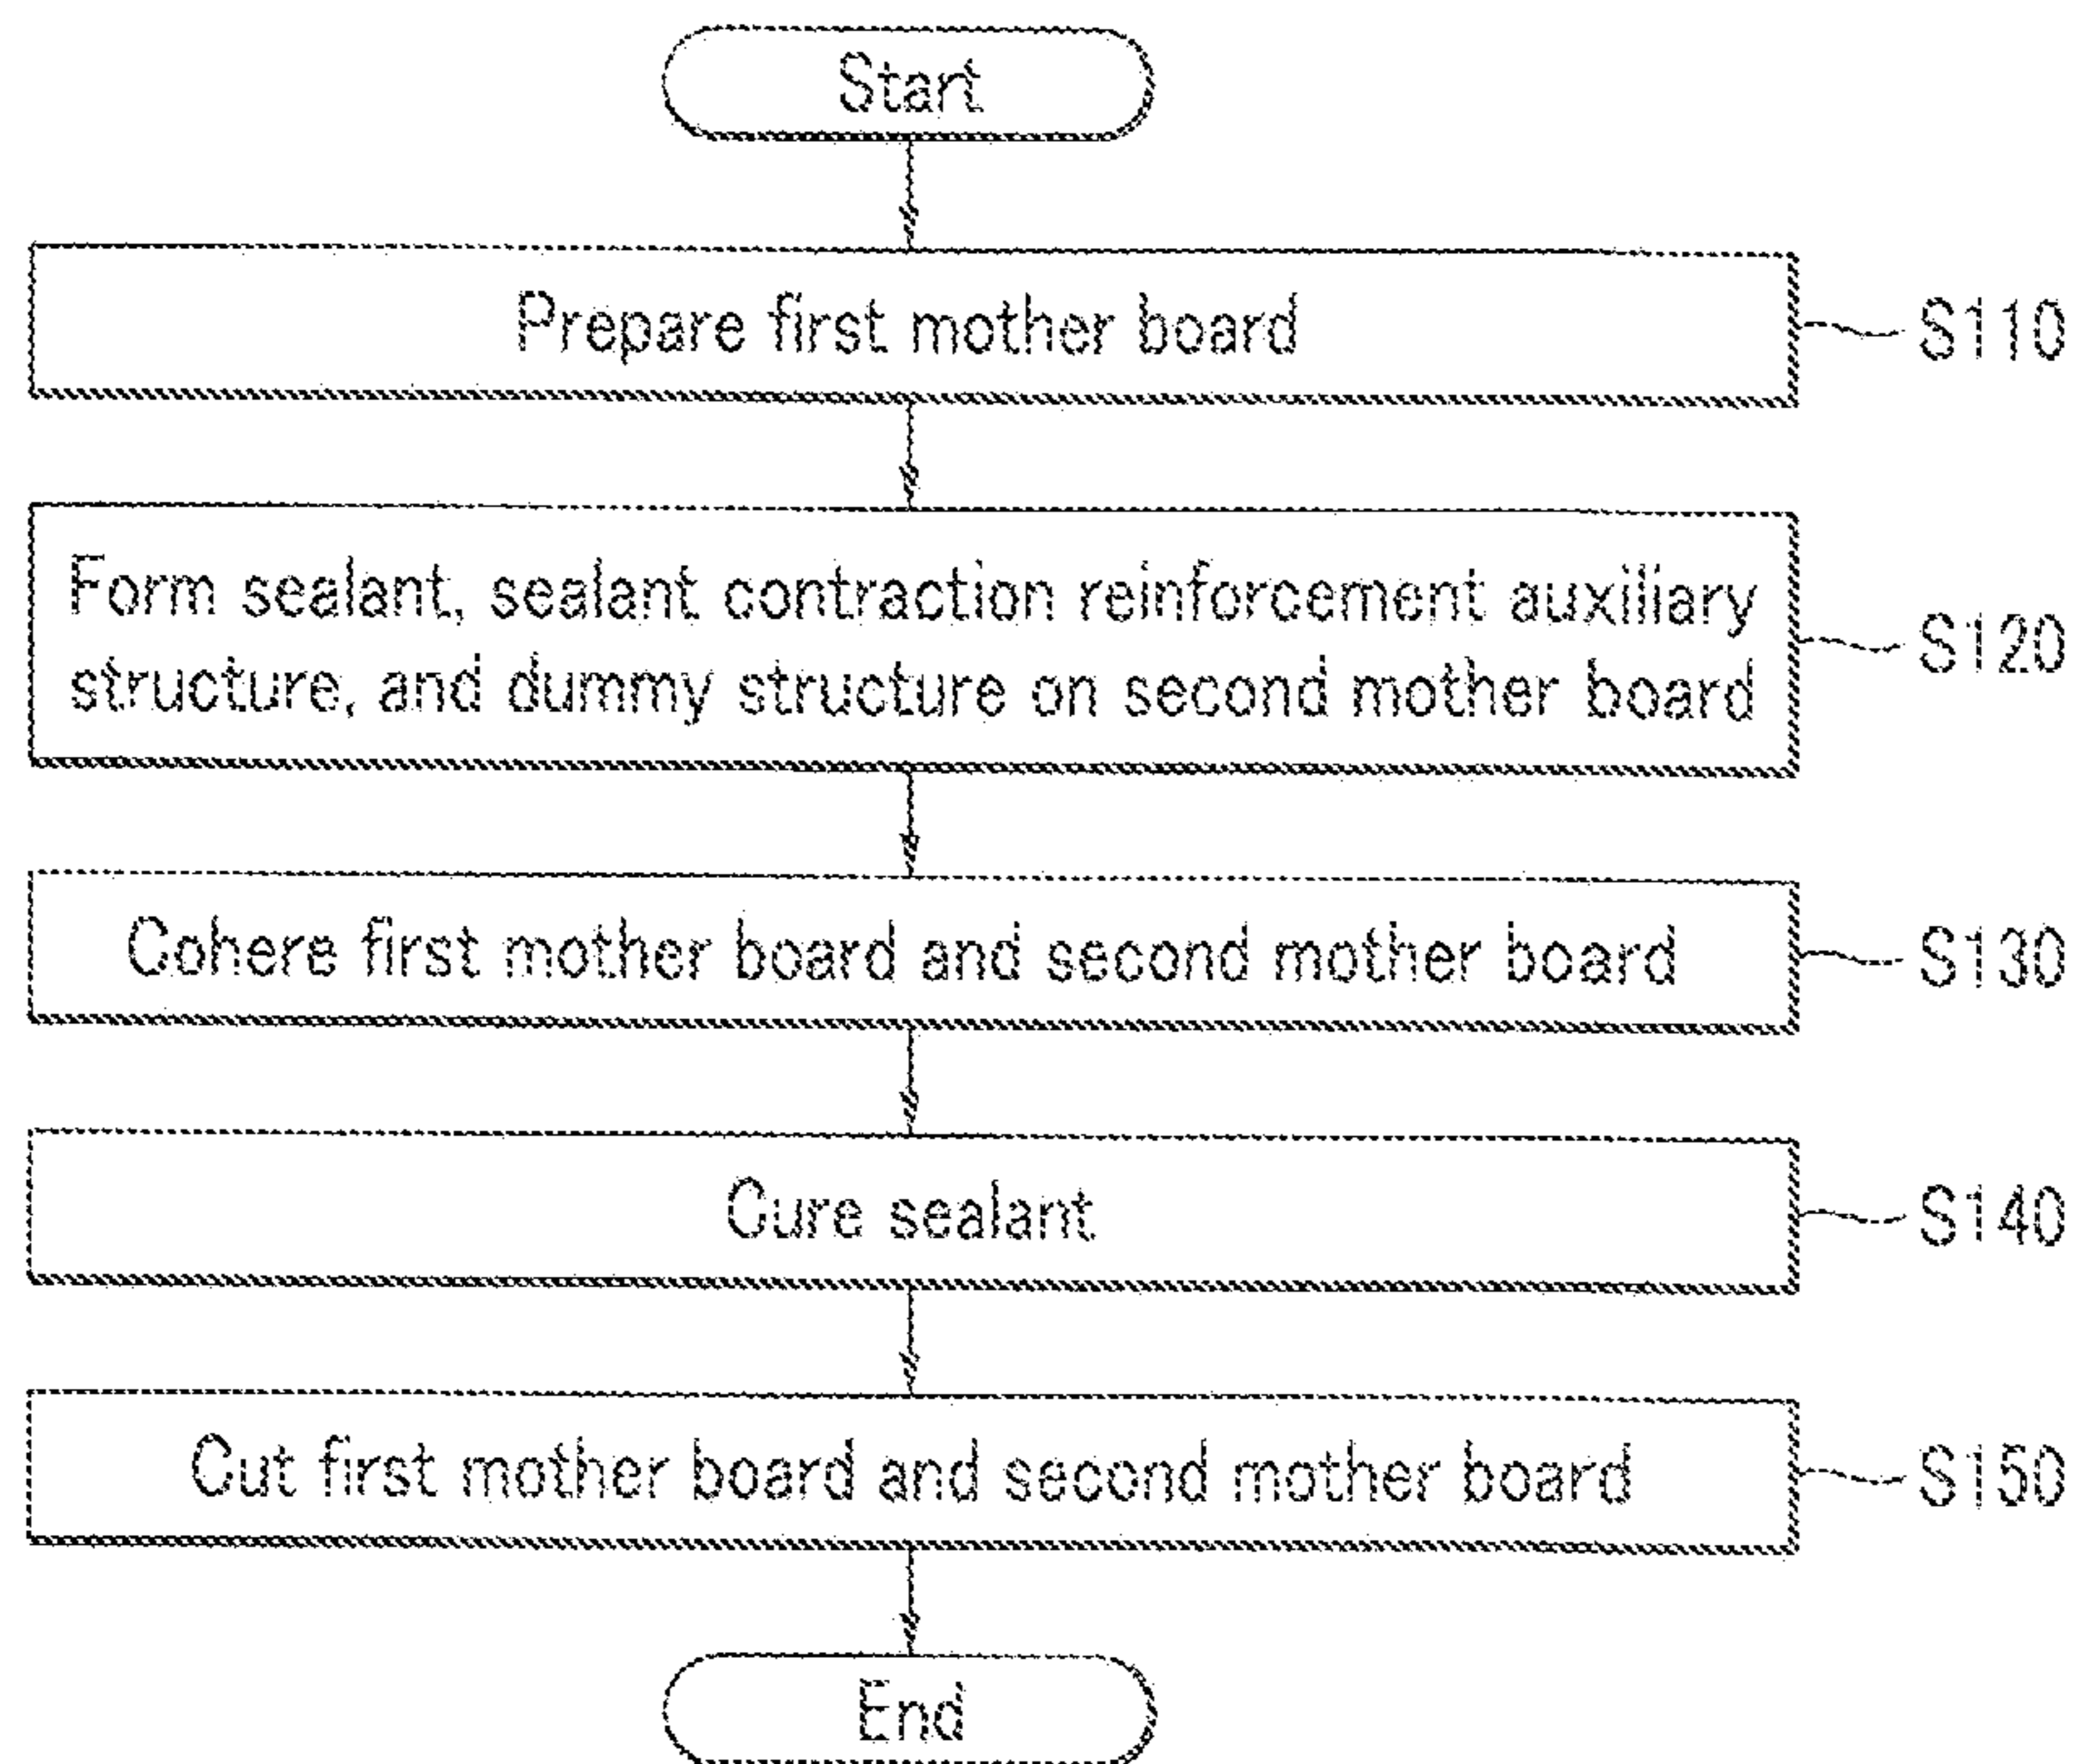 Start
Prepare first mother board
S110
Form sealant, sealant contraction reinforcement auxiliary
structure, and dummy structure on second mother board
S120
Cohere first mother board and second mother board
S130
Cure sealant
S140
Cut first mother board and second mother board
S150
End